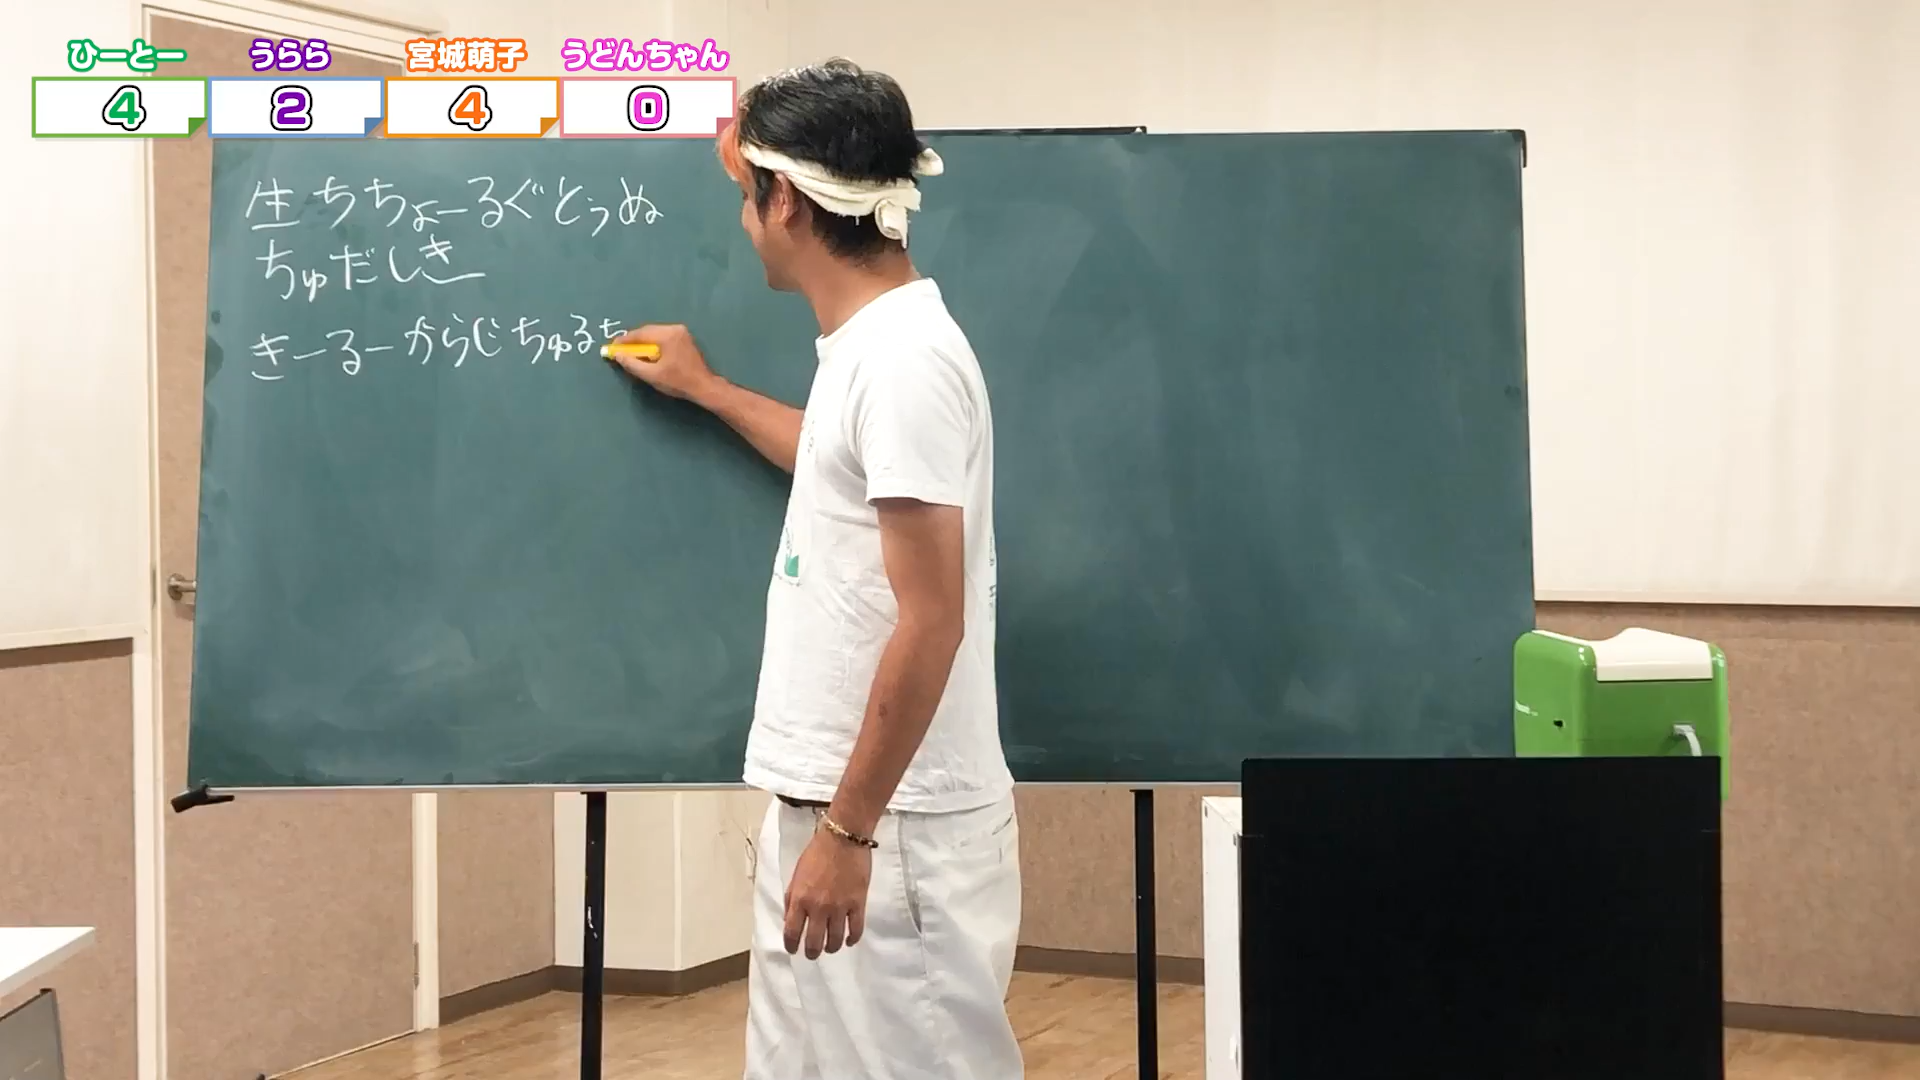 ひーとー うらら 宮城萌子 うどんちゃん
4 2 4 0
生ちちょーるぐとぅぬ
ちゅだしき
きーるーからじちゅるち